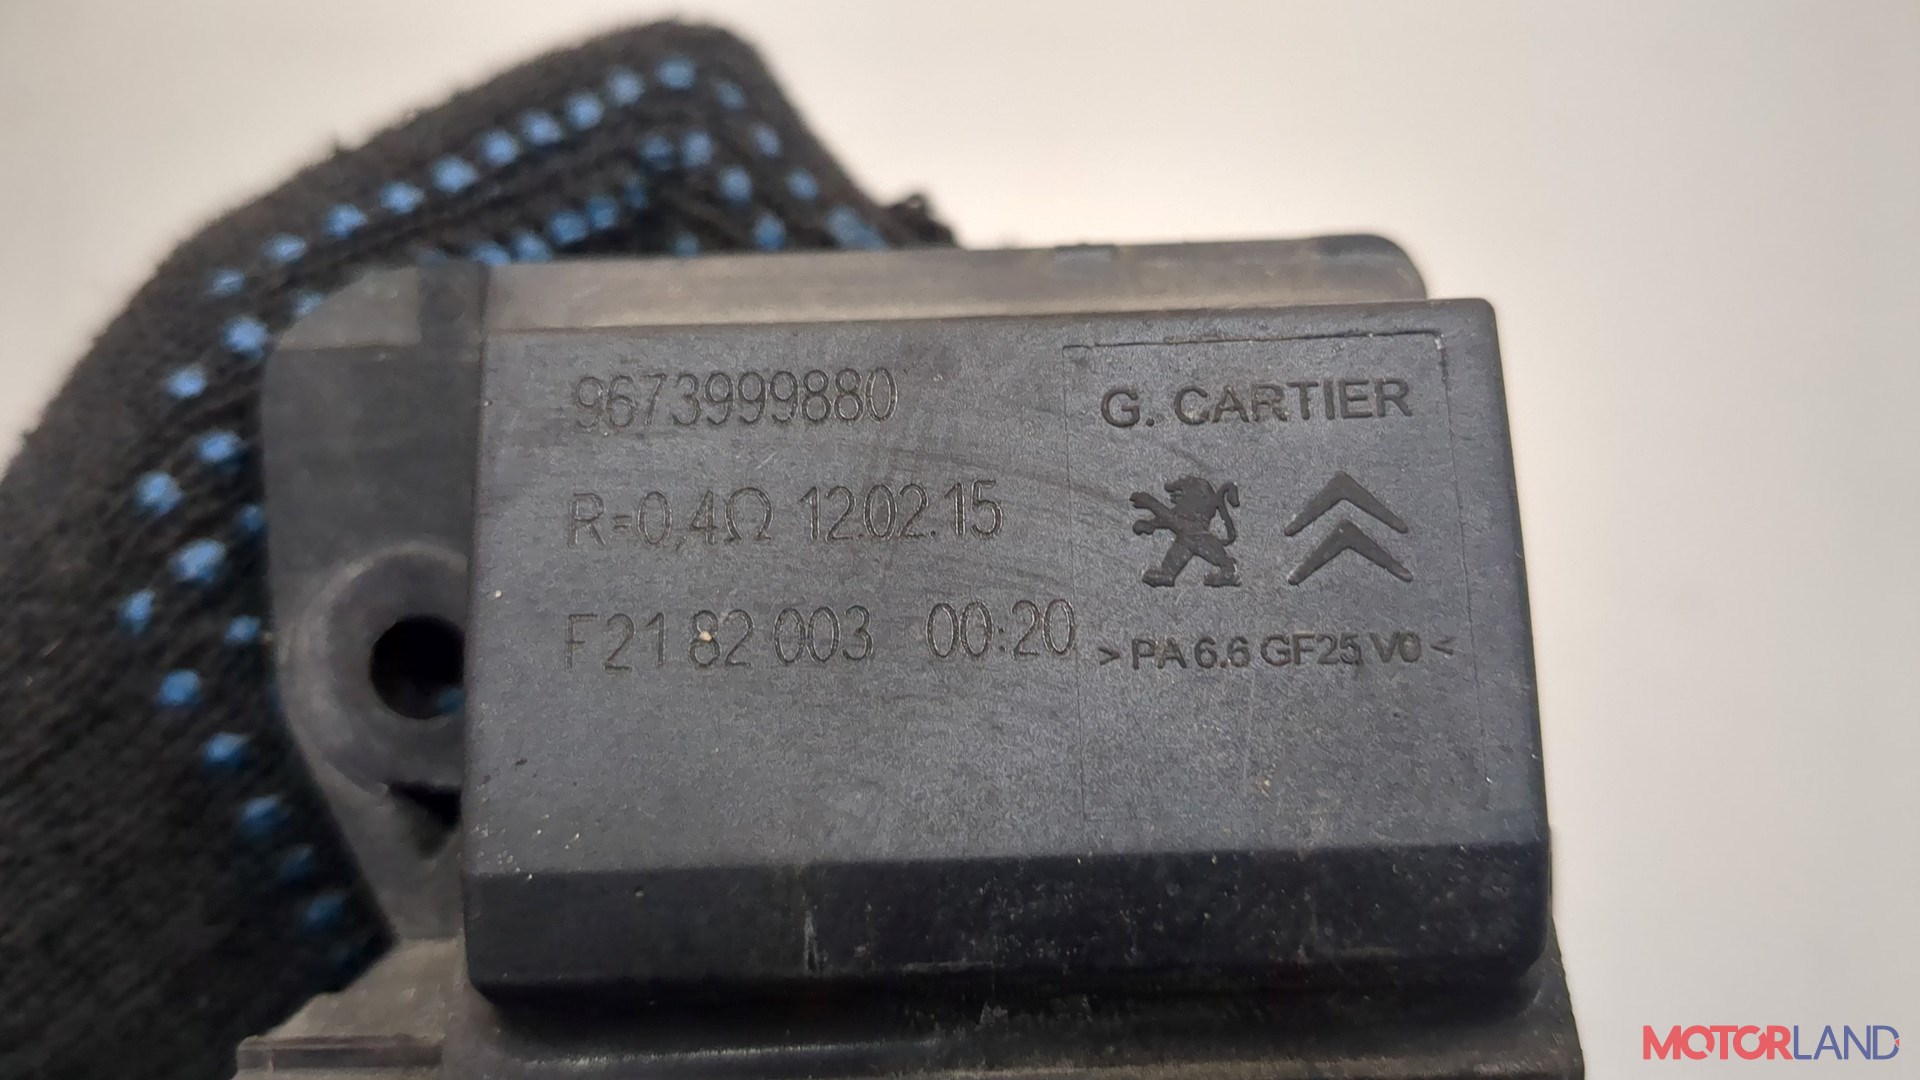 9673999880
R=0,4Ω 12.02.15
F21 82 003 00:20
G. CARTIER
>PA 6.6 GF25 V0<
MOTORLAND